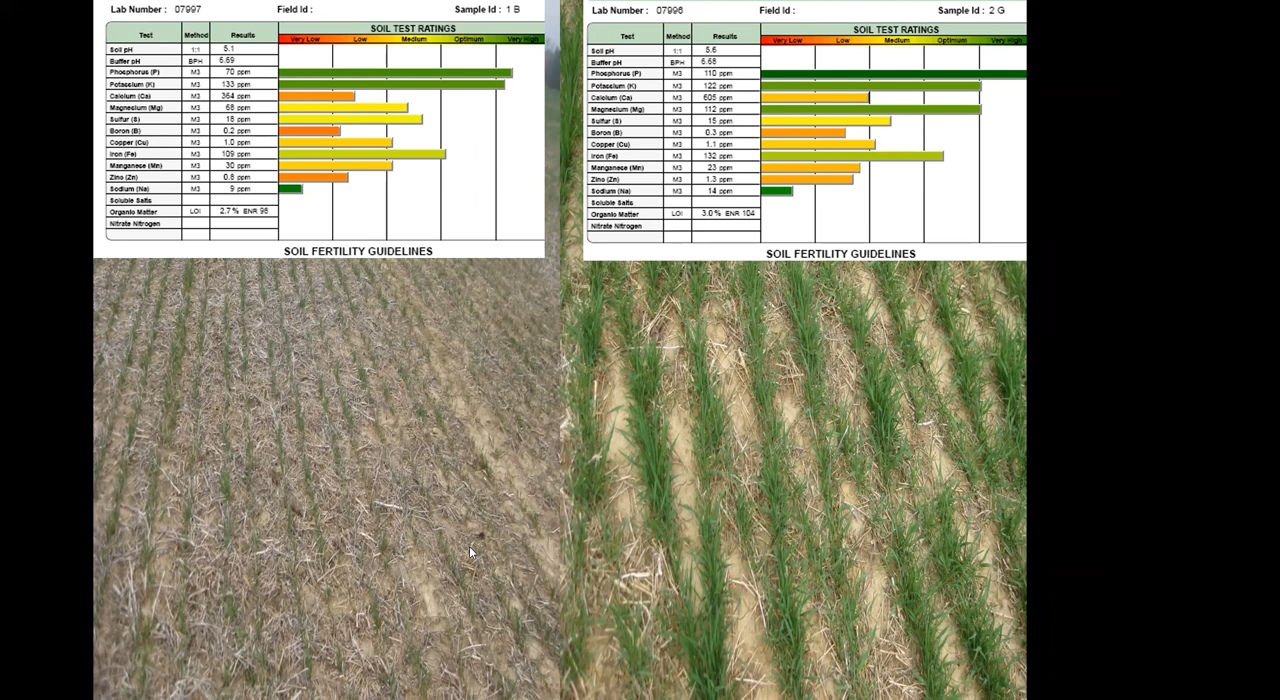 Lab Number : 07997 Field Id : Sample Id : 1 B
SOIL TEST RATINGS
Test Method Results
Very Low Low Medium Optimum Very High
Soil pH 1:1 5.1
Buffer pH BPH 6.69
Phosphorus (P) M3 70 ppm
Potassium (K) M3 133 ppm
Calcium (Ca) M3 364 ppm
Magnesium (Mg) M3 68 ppm
Sulfur (S) M3 18 ppm
Boron (B) M3 0.2 ppm
Copper (Cu) M3 1.0 ppm
Iron (Fe) M3 109 ppm
Manganese (Mn) M3 30 ppm
Zinc (Zn) M3 0.8 ppm
Sodium (Na) M3 9 ppm
Soluble Salts
Organic Matter LOI 2.7 % ENR 98
Nitrate Nitrogen
SOIL FERTILITY GUIDELINES
Lab Number : 07996 Field Id : Sample Id : 2 G
SOIL TEST RATINGS
Test Method Results
Very Low Low Medium Optimum Very High
Soil pH 1:1 5.6
Buffer pH BPH 6.68
Phosphorus (P) M3 110 ppm
Potassium (K) M3 122 ppm
Calcium (Ca) M3 605 ppm
Magnesium (Mg) M3 112 ppm
Sulfur (S) M3 15 ppm
Boron (B) M3 0.3 ppm
Copper (Cu) M3 1.1 ppm
Iron (Fe) M3 132 ppm
Manganese (Mn) M3 23 ppm
Zinc (Zn) M3 1.3 ppm
Sodium (Na) M3 14 ppm
Soluble Salts
Organic Matter LOI 3.0 % ENR 104
Nitrate Nitrogen
SOIL FERTILITY GUIDELINES